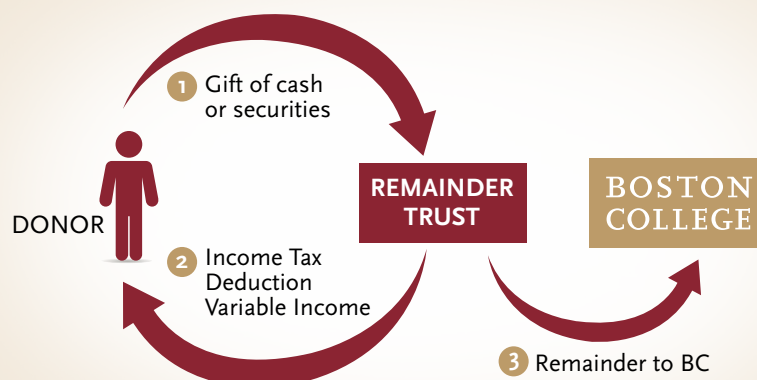 1 Gift of cash
or securities
REMAINDER
TRUST
BOSTON
COLLEGE
DONOR
2 Income Tax
Deduction
Variable Income
3 Remainder to BC